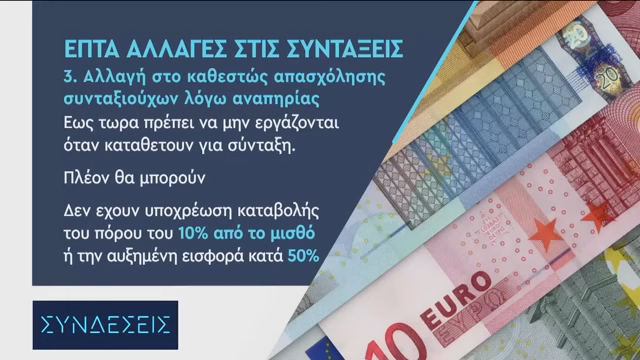 ΕΠΤΑ ΑΛΛΑΓΕΣ ΣΤΙΣ ΣΥΝΤΑΞΕΙΣ
3. Αλλαγή στο καθεστώς απασχόλησης
συνταξιούχων λόγω αναπηρίας
Εως τωρα πρέπει να μην εργάζονται
όταν καταθετουν για σύνταξη.
Πλέον θα μπορούν
Δεν εχουν υποχρέωση καταβολής
του πόρου του 10% από το μισθό
ή την αυξημένη εισφορά κατά 50%
ΣΥΝΔΕΣΕΙΣ
20
20
10 EURO
ΕΥΡΩ